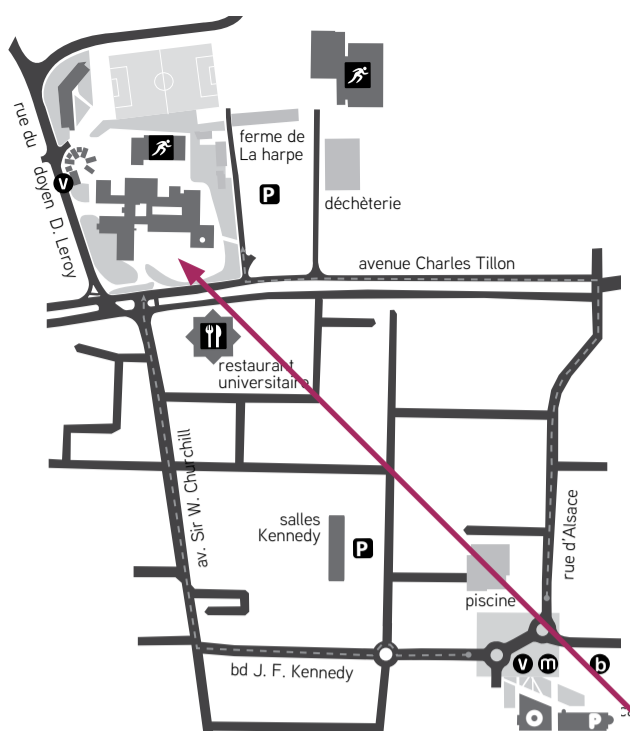 rue du doyen D. Leroy
v
ferme de
La harpe
P
déchèterie
avenue Charles Tillon
restaurant
universitaire
av. Sir W. Churchill
salles
Kennedy
P
rue d'Alsace
piscine
bd J. F. Kennedy
v
m
b
P